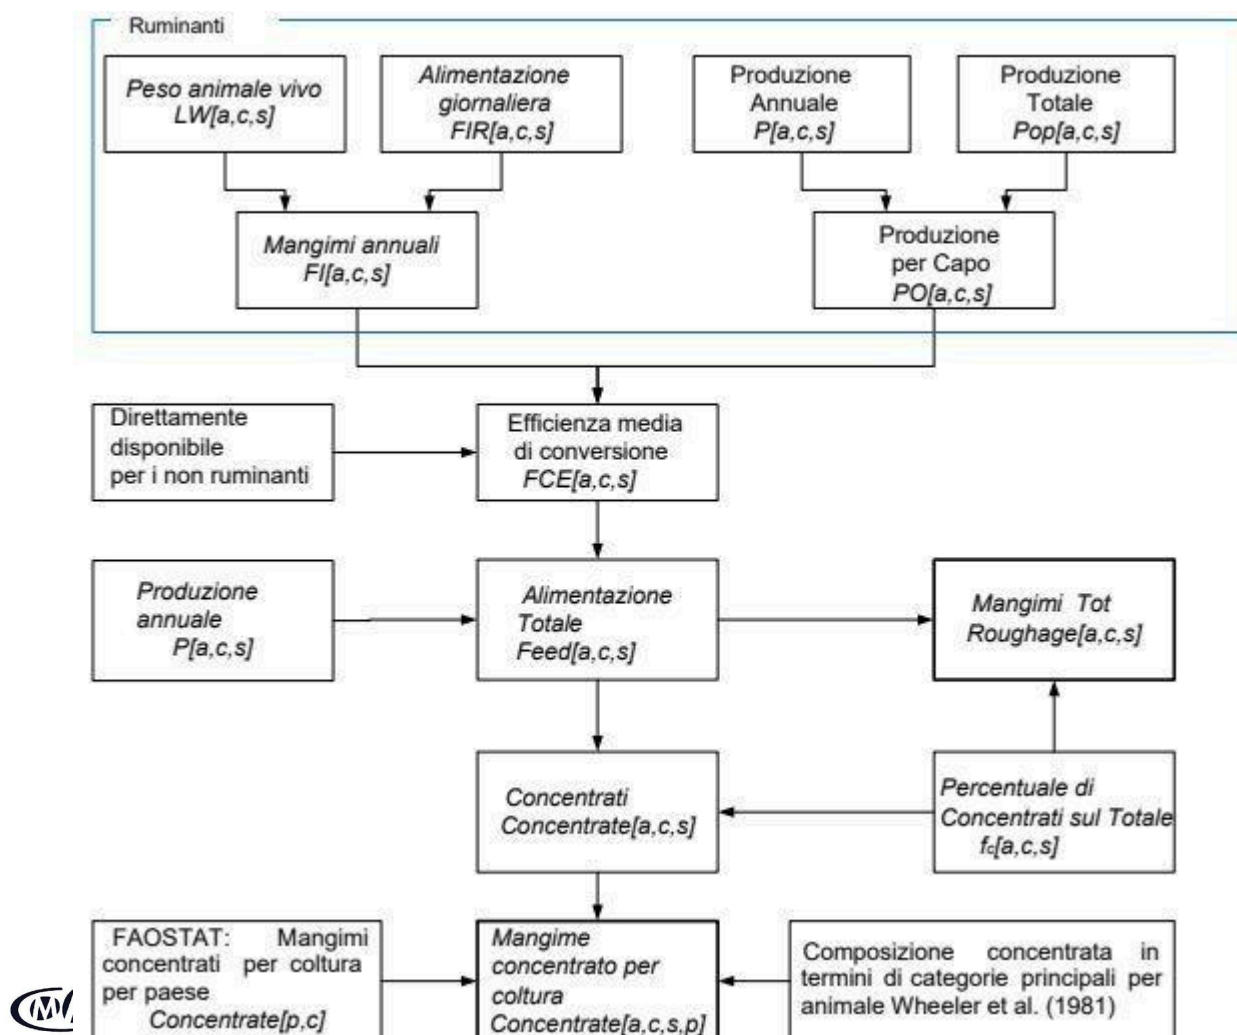 Ruminanti
Peso animale vivo
LW[a,c,s]
Alimentazione
giornaliera
FIR[a,c,s]
Produzione
Annuale
P[a,c,s]
Produzione
Totale
Pop[a,c,s]
Mangimi annuali
FI[a,c,s]
Produzione
per Capo
PO[a,c,s]
Direttamente
disponibile
per i non ruminanti
Efficienza media
di conversione
FCE[a,c,s]
Produzione
annuale
P[a,c,s]
Alimentazione
Totale
Feed[a,c,s]
Mangimi Tot
Roughage[a,c,s]
Concentrati
Concentrate[a,c,s]
Percentuale di
Concentrati sul Totale
fc[a,c,s]
FAOSTAT: Mangimi
concentrati per coltura
per paese
Concentrate[p,c]
Mangime
concentrato per
coltura
Concentrate[a,c,s,p]
Composizione concentrata in
termini di categorie principali per
animale Wheeler et al. (1981)